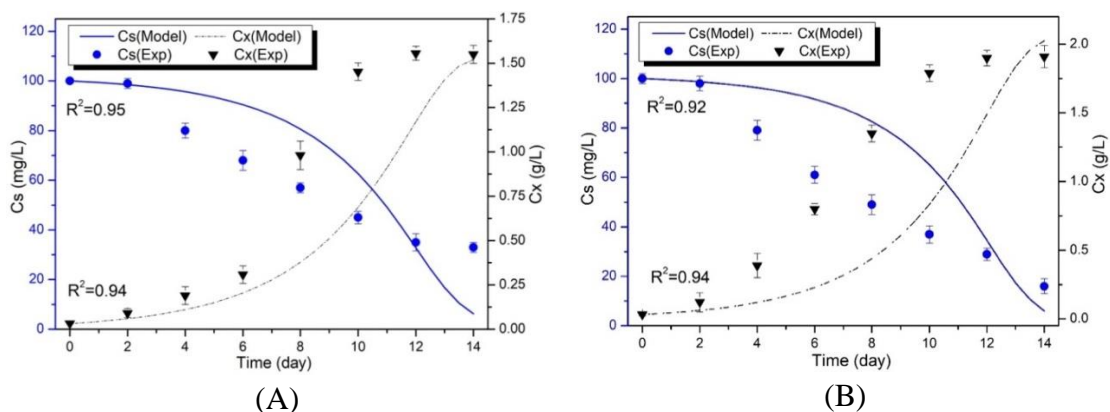 120
100
80
60
40
20
0
Cs (mg/L)
Cs(Model) Cx(Model)
Cs(Exp) Cx(Exp)
R²=0.95
R²=0.94
1.75
1.50
1.25
1.00
0.75
0.50
0.25
0.00
Cx (g/L)
0 2 4 6 8 10 12 14
Time (day)
(A)
120
100
80
60
40
20
0
Cs (mg/L)
Cs(Model) Cx(Model)
Cs(Exp) Cx(Exp)
R²=0.92
R²=0.94
2.0
1.5
1.0
0.5
0.0
Cx (g/L)
0 2 4 6 8 10 12 14
Time (day)
(B)